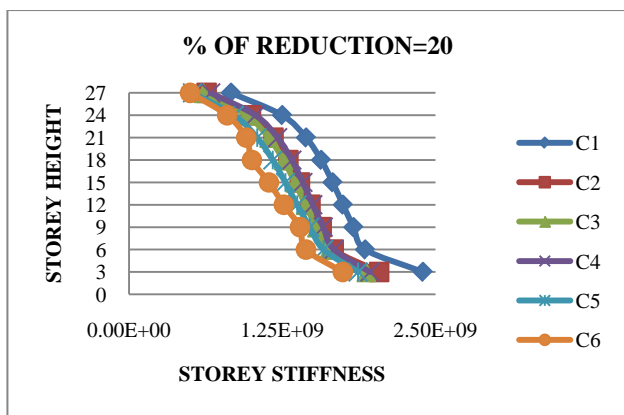 % OF REDUCTION=20
STOREY HEIGHT
27
24
21
18
15
12
9
6
3
0
0.00E+00 1.25E+09 2.50E+09
STOREY STIFFNESS
C1
C2
C3
C4
C5
C6